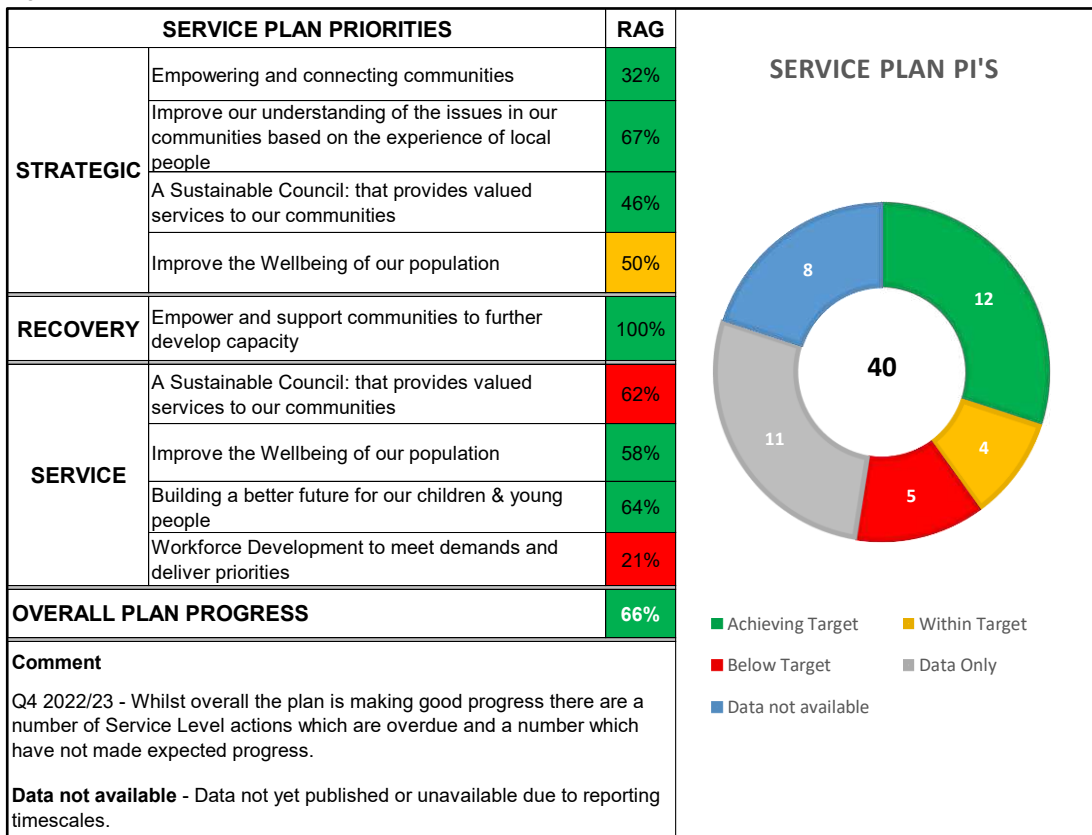 SERVICE PLAN PRIORITIES RAG
STRATEGIC
Empowering and connecting communities 32%
Improve our understanding of the issues in our
communities based on the experience of local
people
67%
A Sustainable Council: that provides valued
services to our communities
46%
Improve the Wellbeing of our population 50%
RECOVERY
Empower and support communities to further
develop capacity
100%
SERVICE
A Sustainable Council: that provides valued
services to our communities
62%
Improve the Wellbeing of our population 58%
Building a better future for our children & young
people
64%
Workforce Development to meet demands and
deliver priorities
21%
OVERALL PLAN PROGRESS 66%
Comment
Q4 2022/23 - Whilst overall the plan is making good progress there are a
number of Service Level actions which are overdue and a number which
have not made expected progress.
Data not available - Data not yet published or unavailable due to reporting
timescales.
SERVICE PLAN PI'S
8
12
40
11
4
5
Achieving Target Within Target
Below Target Data Only
Data not available